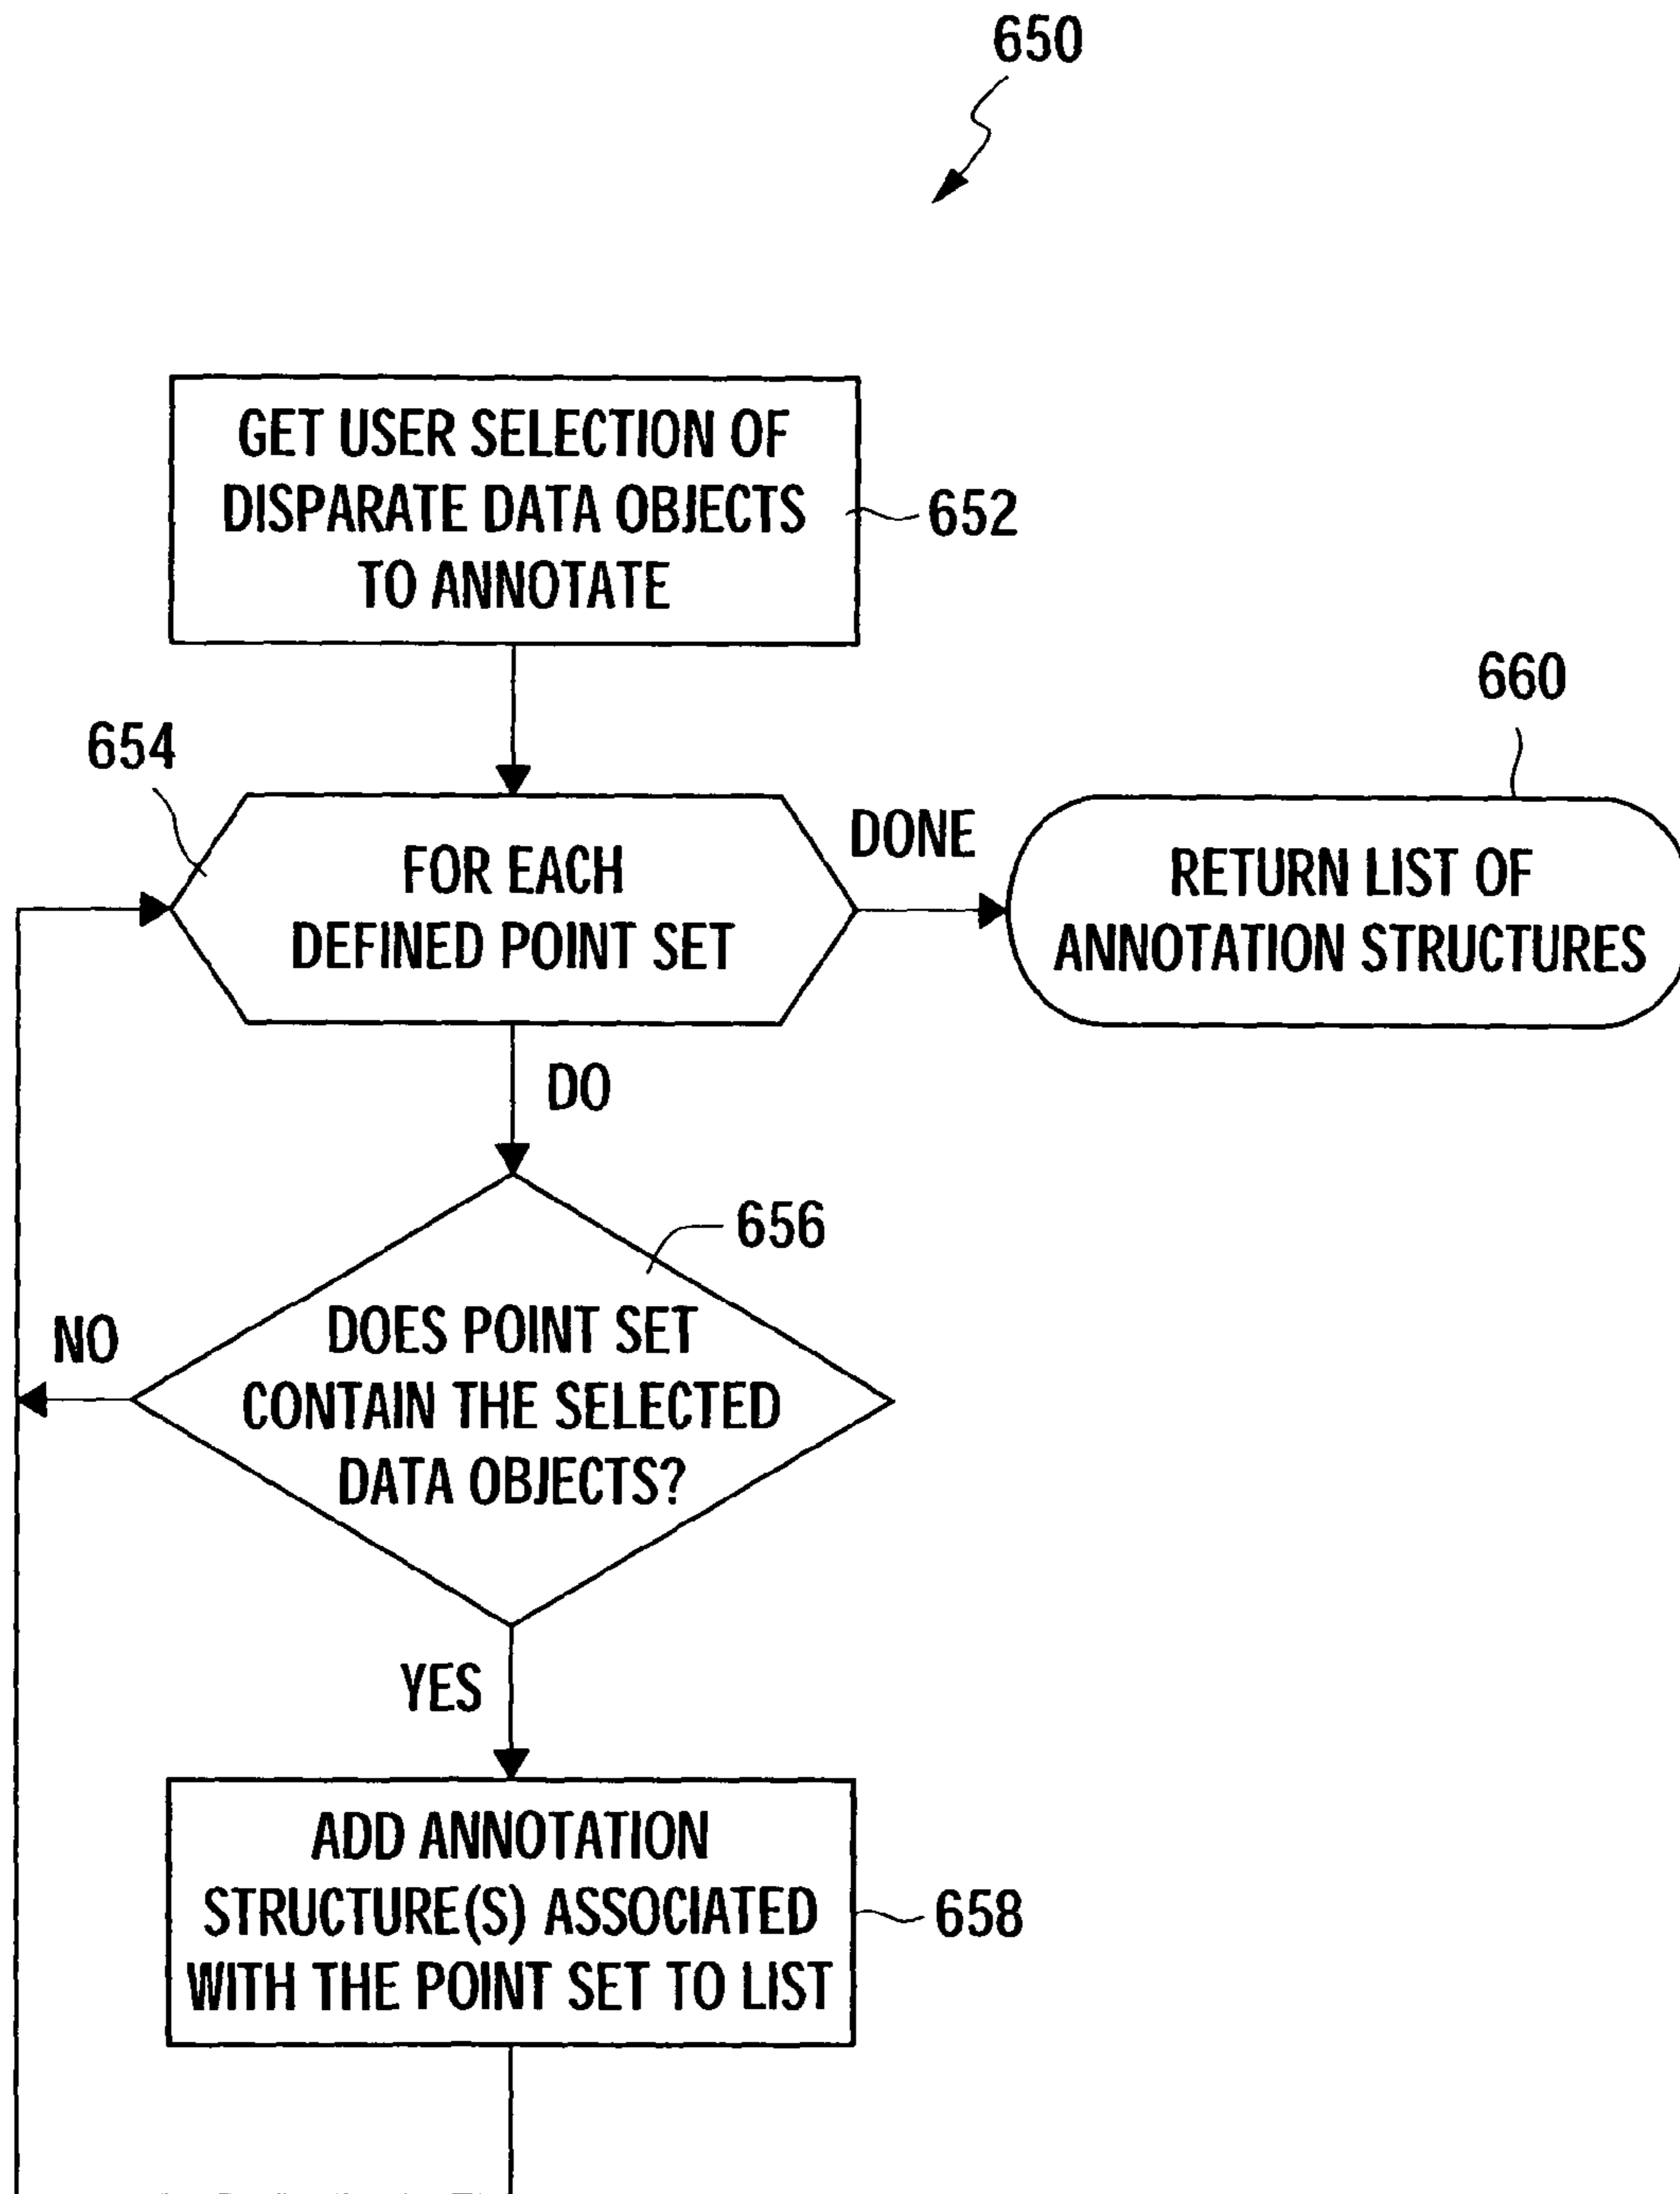 650
GET USER SELECTION OF
DISPARATE DATA OBJECTS
TO ANNOTATE
652
654
FOR EACH
DEFINED POINT SET
DONE
660
RETURN LIST OF
ANNOTATION STRUCTURES
DO
656
DOES POINT SET
CONTAIN THE SELECTED
DATA OBJECTS?
NO
YES
ADD ANNOTATION
STRUCTURE(S) ASSOCIATED
WITH THE POINT SET TO LIST
658